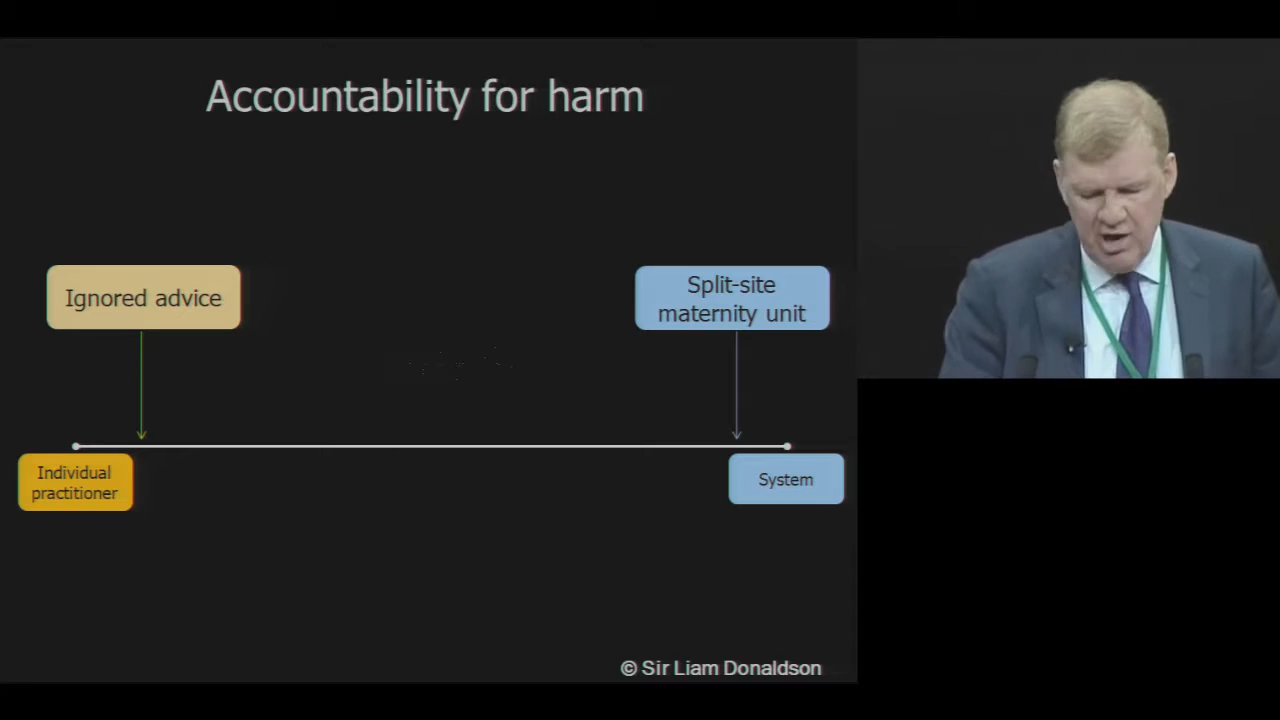 Accountability for harm
Ignored advice
Split-site
maternity unit
Individual
practitioner
System
© Sir Liam Donaldson